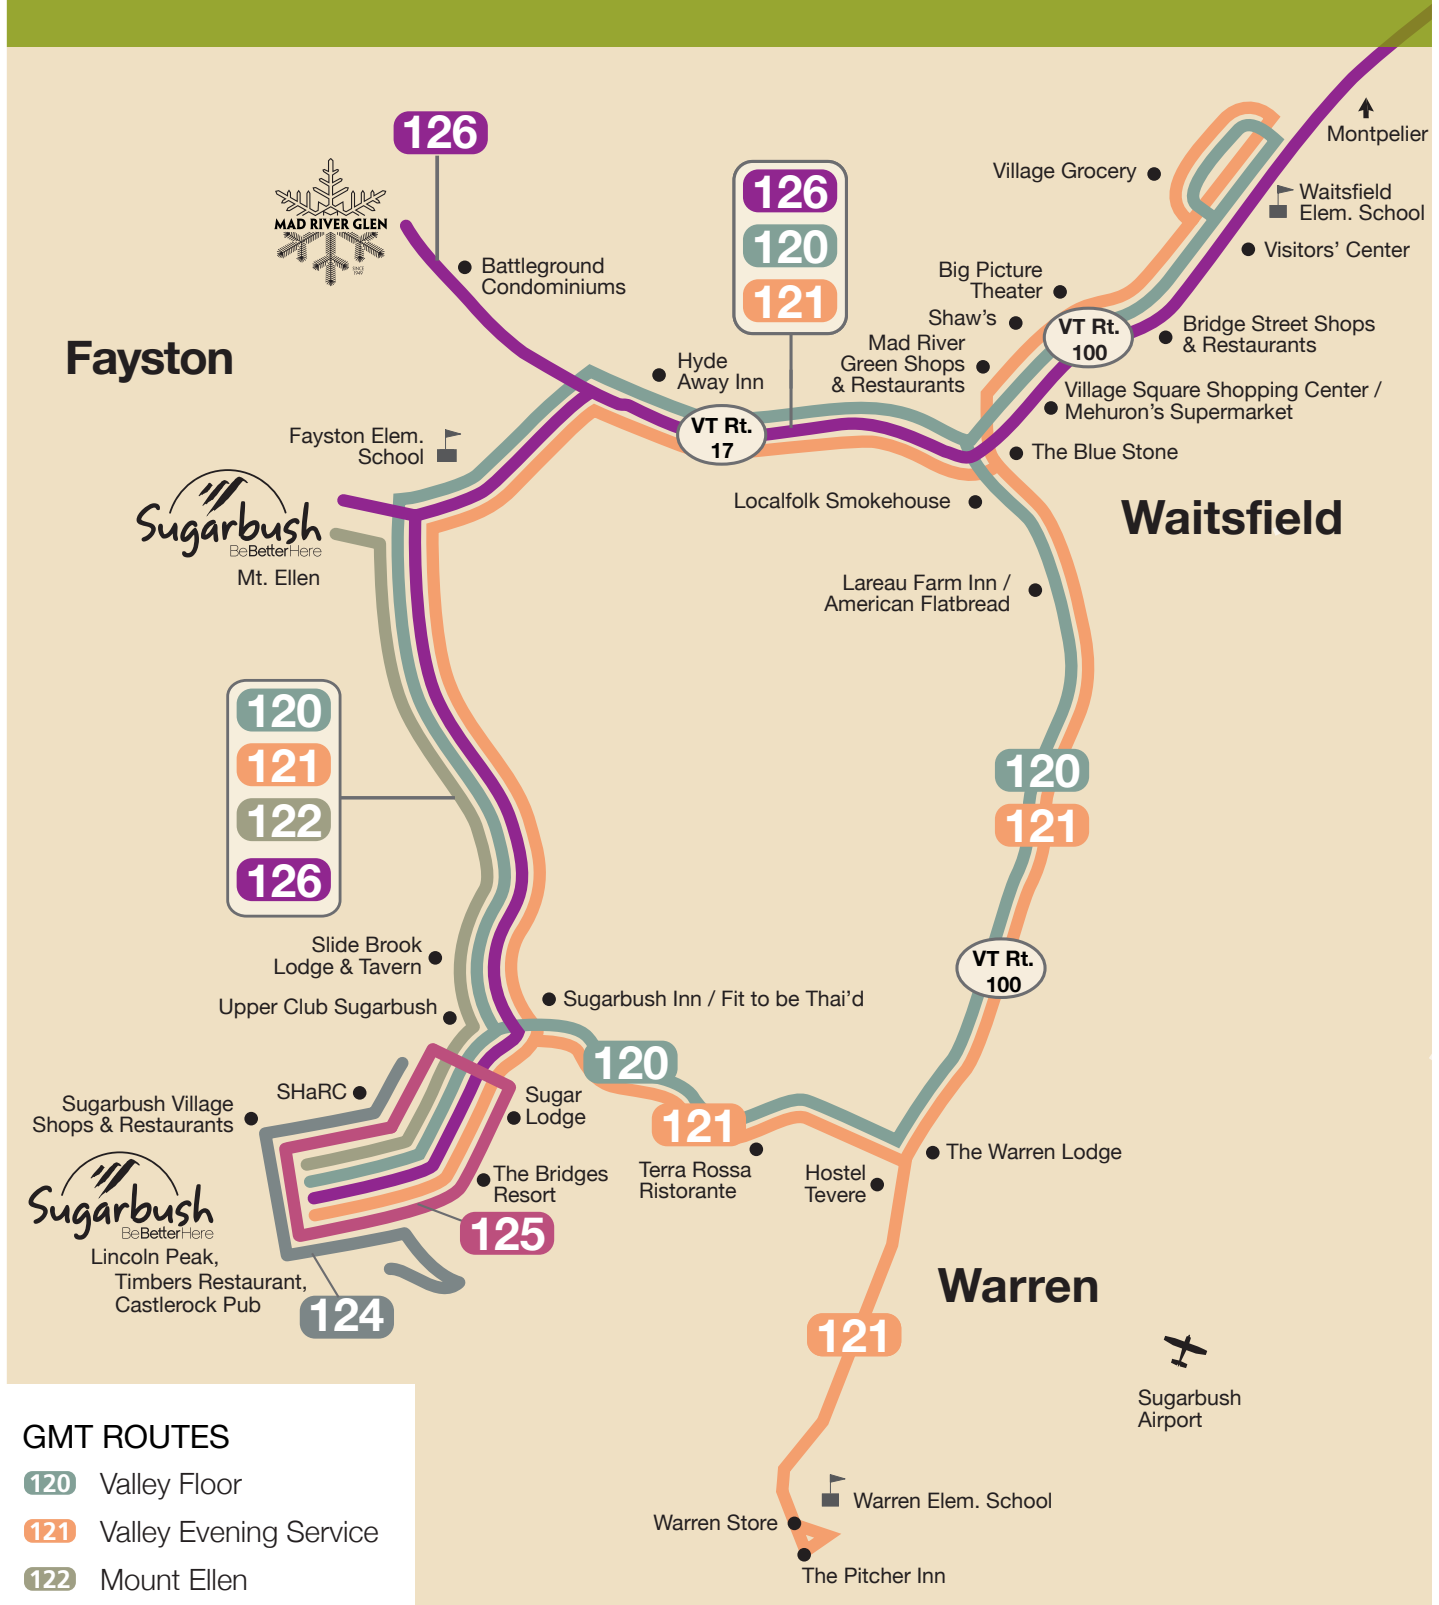 126
MAD RIVER GLEN
SINCE
1949
Battleground
Condominiums
126
120
121
Montpelier
Village Grocery
Waitsfield
Elem. School
Visitors' Center
Big Picture
Theater
Shaw's
Mad River
Green Shops
& Restaurants
VT Rt.
100
Bridge Street Shops
& Restaurants
Fayston
Hyde
Away Inn
Village Square Shopping Center /
Mehuron's Supermarket
VT Rt.
17
Fayston Elem.
School
The Blue Stone
Localfolk Smokehouse
Waitsfield
Sugarbush
BeBetterHere
Mt. Ellen
Lareau Farm Inn /
American Flatbread
120
121
122
126
120
121
Slide Brook
Lodge & Tavern
VT Rt.
100
Upper Club Sugarbush
Sugarbush Inn / Fit to be Thai'd
120
SHaRC
Sugar
Lodge
Sugarbush Village
Shops & Restaurants
121
The Warren Lodge
Terra Rossa
Ristorante
Hostel
Tevere
The Bridges
Resort
Sugarbush
BeBetterHere
125
Lincoln Peak,
Timbers Restaurant,
Castlerock Pub
124
Warren
121
Sugarbush
Airport
GMT ROUTES
120 Valley Floor
121 Valley Evening Service
122 Mount Ellen
Warren Elem. School
Warren Store
The Pitcher Inn